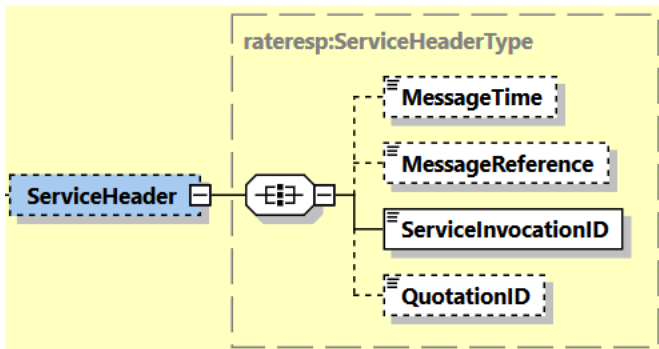 rateresp:ServiceHeaderType
MessageTime
MessageReference
ServiceHeader
ServiceInvocationID
QuotationID